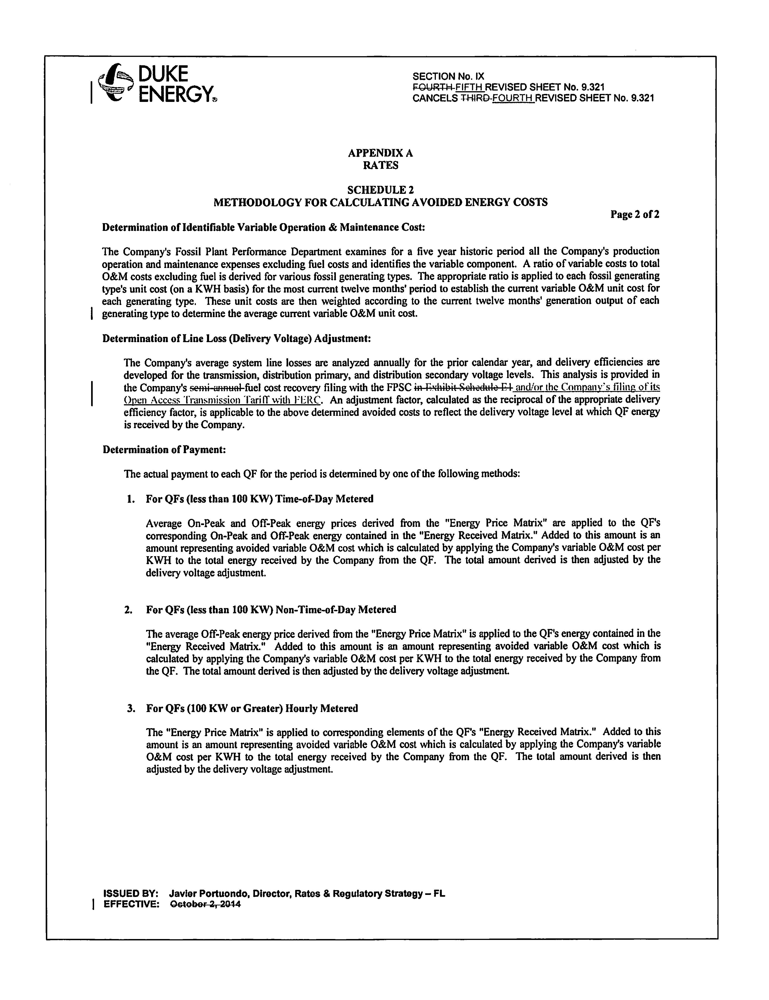 DUKE
ENERGY®
SECTION No. IX
FOURTH FIFTH REVISED SHEET No. 9.321
CANCELS THIRD FOURTH REVISED SHEET No. 9.321
APPENDIX A
RATES
SCHEDULE 2
METHODOLOGY FOR CALCULATING AVOIDED ENERGY COSTS
Page 2 of 2
Determination of Identifiable Variable Operation & Maintenance Cost:
The Company's Fossil Plant Performance Department examines for a five year historic period all the Company's production
operation and maintenance expenses excluding fuel costs and identifies the variable component. A ratio of variable costs to total
O&M costs excluding fuel is derived for various fossil generating types. The appropriate ratio is applied to each fossil generating
type's unit cost (on a KWH basis) for the most current twelve months' period to establish the current variable O&M unit cost for
each generating type. These unit costs are then weighted according to the current twelve months' generation output of each
generating type to determine the average current variable O&M unit cost.
Determination of Line Loss (Delivery Voltage) Adjustment:
The Company's average system line losses are analyzed annually for the prior calendar year, and delivery efficiencies are
developed for the transmission, distribution primary, and distribution secondary voltage levels. This analysis is provided in
the Company's semi-annual fuel cost recovery filing with the FPSC in Exhibit Schedule E1 and/or the Company's filing of its
Open Access Transmission Tariff with FERC. An adjustment factor, calculated as the reciprocal of the appropriate delivery
efficiency factor, is applicable to the above determined avoided costs to reflect the delivery voltage level at which QF energy
is received by the Company.
Determination of Payment:
The actual payment to each QF for the period is determined by one of the following methods:
1. For QFs (less than 100 KW) Time-of-Day Metered
Average On-Peak and Off-Peak energy prices derived from the "Energy Price Matrix" are applied to the QF's
corresponding On-Peak and Off-Peak energy contained in the "Energy Received Matrix." Added to this amount is an
amount representing avoided variable O&M cost which is calculated by applying the Company's variable O&M cost per
KWH to the total energy received by the Company from the QF. The total amount derived is then adjusted by the
delivery voltage adjustment.
2. For QFs (less than 100 KW) Non-Time-of-Day Metered
The average Off-Peak energy price derived from the "Energy Price Matrix" is applied to the QF's energy contained in the
"Energy Received Matrix." Added to this amount is an amount representing avoided variable O&M cost which is
calculated by applying the Company's variable O&M cost per KWH to the total energy received by the Company from
the QF. The total amount derived is then adjusted by the delivery voltage adjustment.
3. For QFs (100 KW or Greater) Hourly Metered
The "Energy Price Matrix" is applied to corresponding elements of the QF's "Energy Received Matrix." Added to this
amount is an amount representing avoided variable O&M cost which is calculated by applying the Company's variable
O&M cost per KWH to the total energy received by the Company from the QF. The total amount derived is then
adjusted by the delivery voltage adjustment.
ISSUED BY: Javier Portuondo, Director, Rates & Regulatory Strategy – FL
EFFECTIVE: October 2, 2014